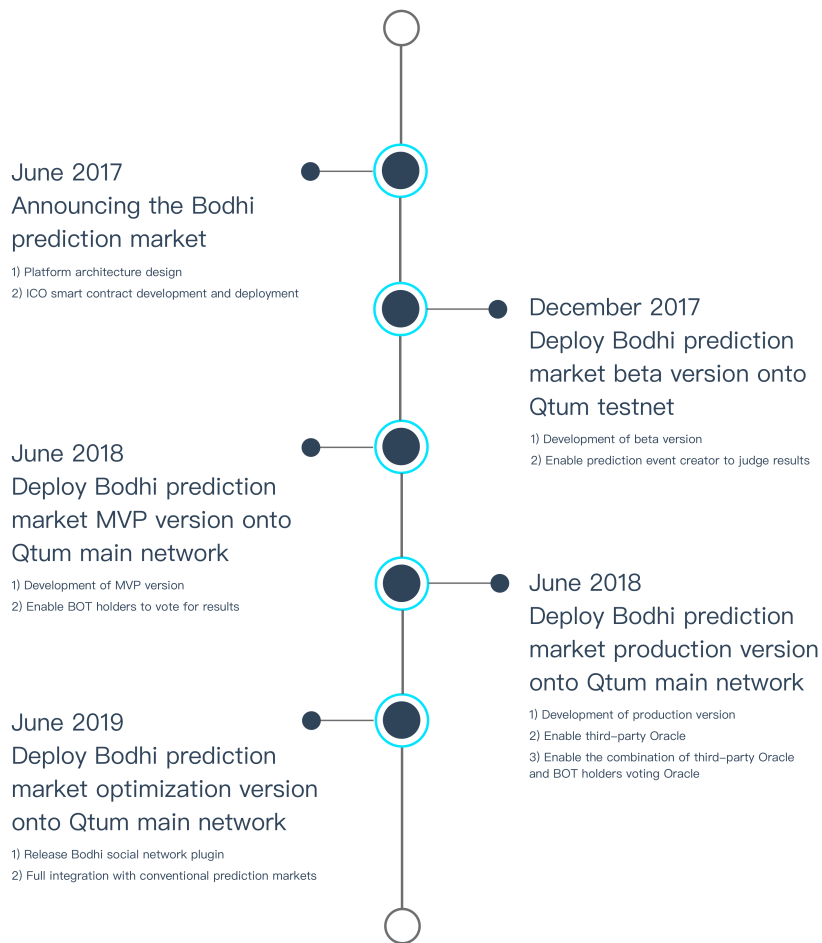 June 2017
Announcing the Bodhi
prediction market
1) Platform architecture design
2) ICO smart contract development and deployment
December 2017
Deploy Bodhi prediction
market beta version onto
Qtum testnet
1) Development of beta version
2) Enable prediction event creator to judge results
June 2018
Deploy Bodhi prediction
market MVP version onto
Qtum main network
1) Development of MVP version
2) Enable BOT holders to vote for results
June 2018
Deploy Bodhi prediction
market production version
onto Qtum main network
1) Development of production version
2) Enable third-party Oracle
3) Enable the combination of third-party Oracle
and BOT holders voting Oracle
June 2019
Deploy Bodhi prediction
market optimization version
onto Qtum main network
1) Release Bodhi social network plugin
2) Full integration with conventional prediction markets